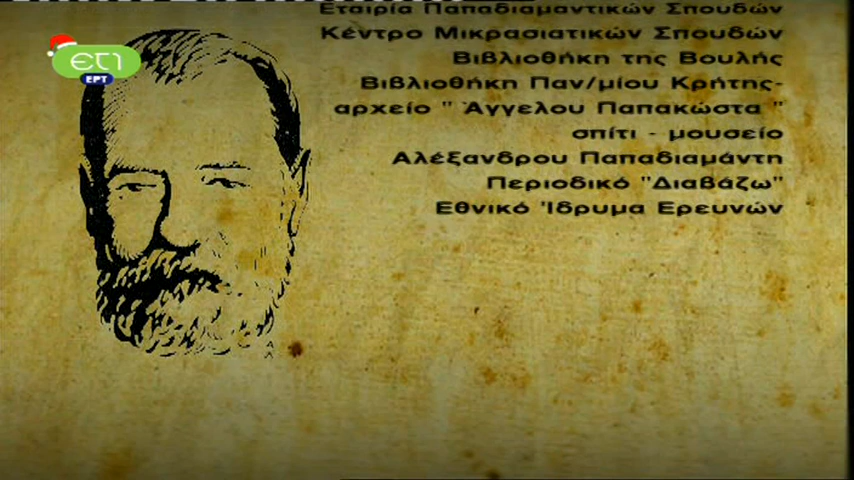 ετ1
ΕΡΤ
Εταιρία Παπαδιαμαντικών Σπουδών
Κέντρο Μικρασιατικών Σπουδών
Βιβλιοθήκη της Βουλής
Βιβλιοθήκη Παν/μίου Κρήτης-
αρχείο " Άγγελου Παπακώστα "
σπίτι - μουσείο
Αλέξανδρου Παπαδιαμάντη
Περιοδικό "Διαβάζω"
Εθνικό Ίδρυμα Ερευνών